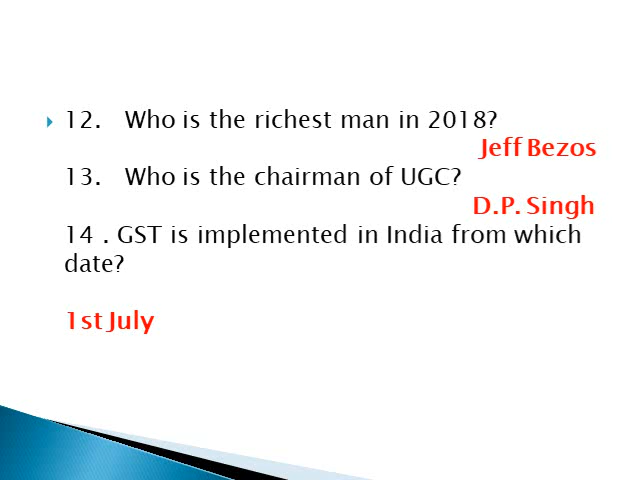 12. Who is the richest man in 2018?
Jeff Bezos
13. Who is the chairman of UGC?
D.P. Singh
14 . GST is implemented in India from which
date?
1st July